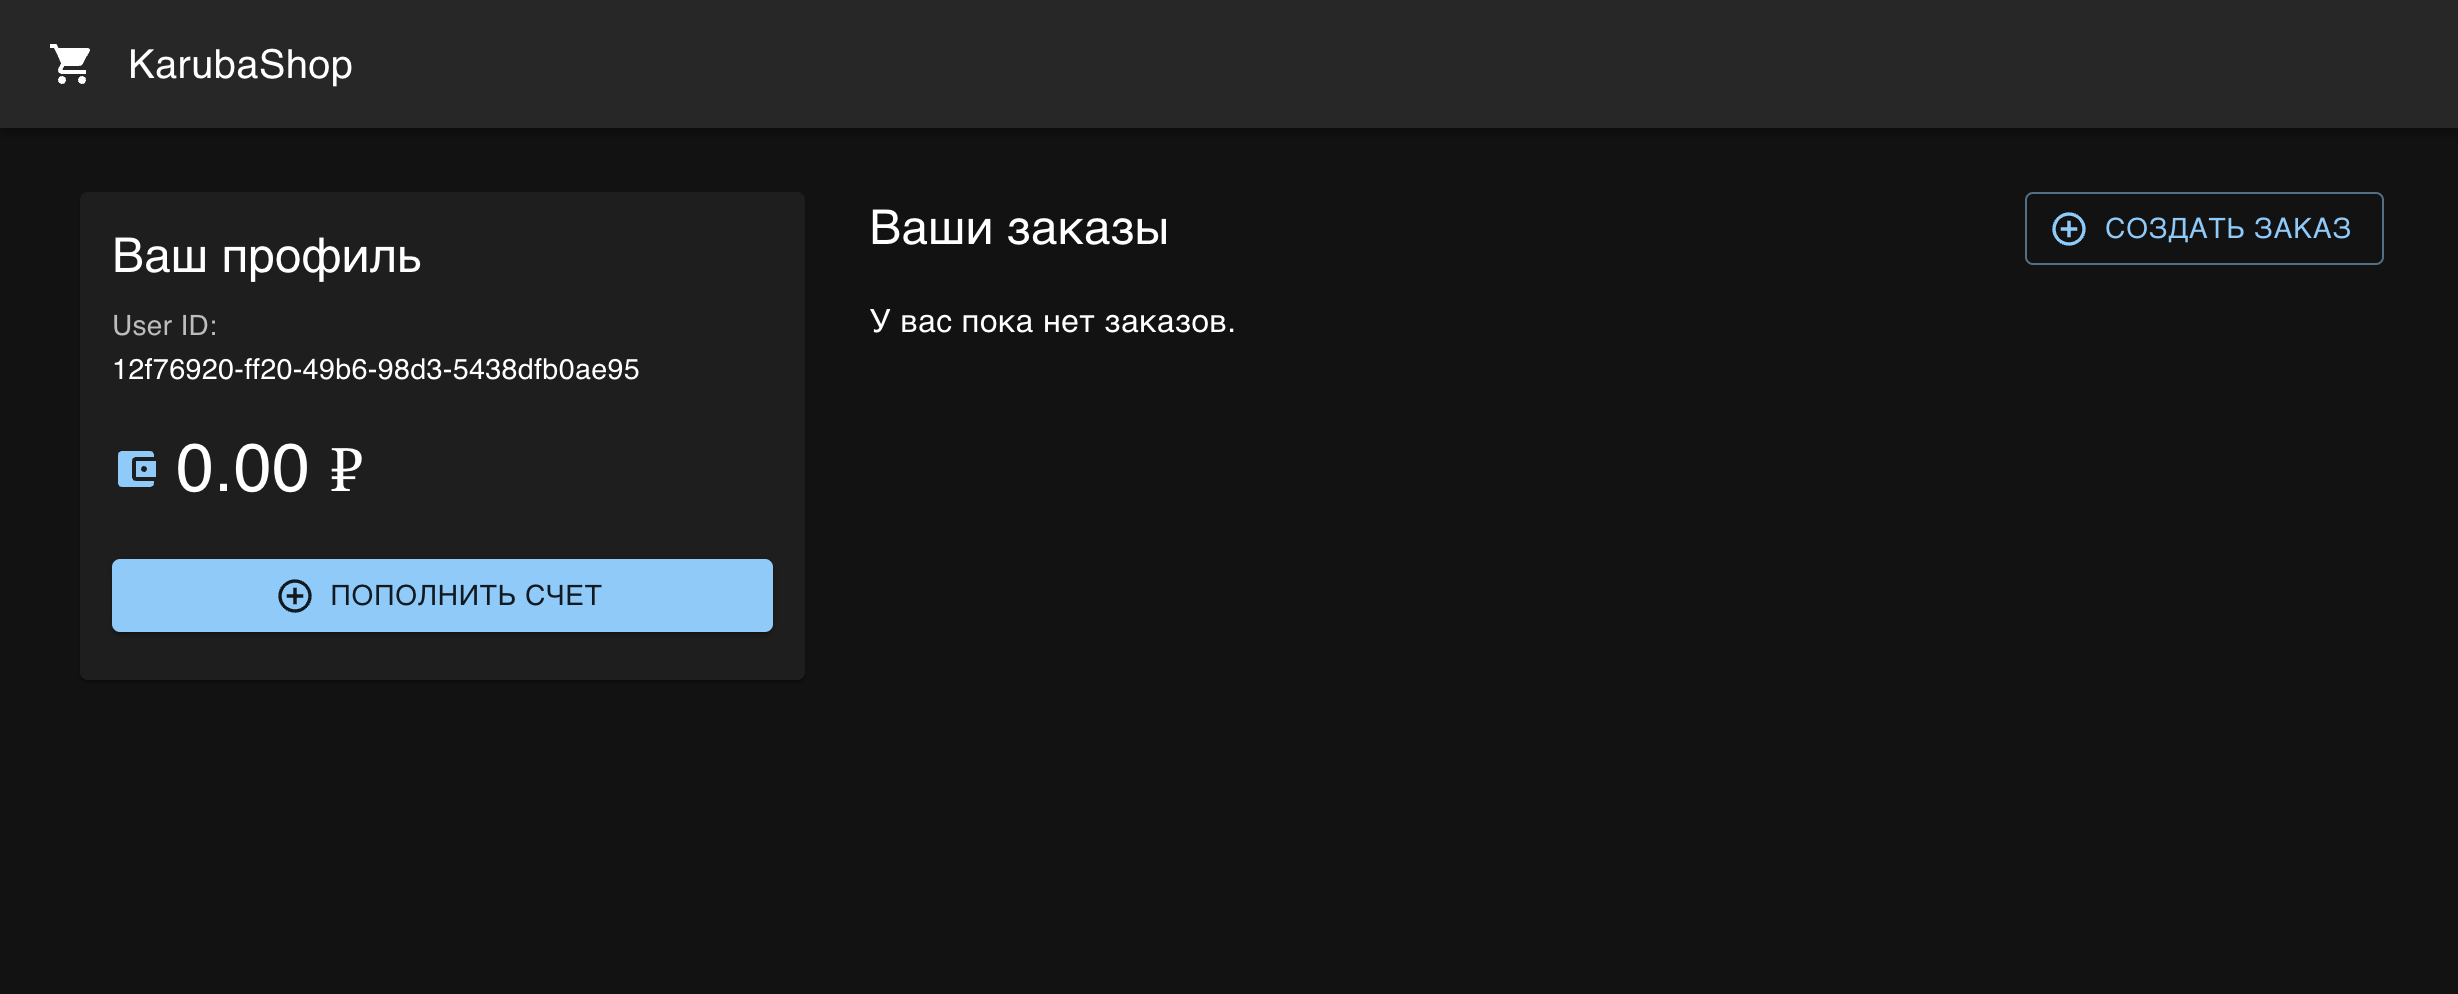 KarubaShop
Ваш профиль
User ID:
12f76920-ff20-49b6-98d3-5438dfb0ae95
0.00 ₽
ПОПОЛНИТЬ СЧЕТ
Ваши заказы
СОЗДАТЬ ЗАКАЗ
У вас пока нет заказов.